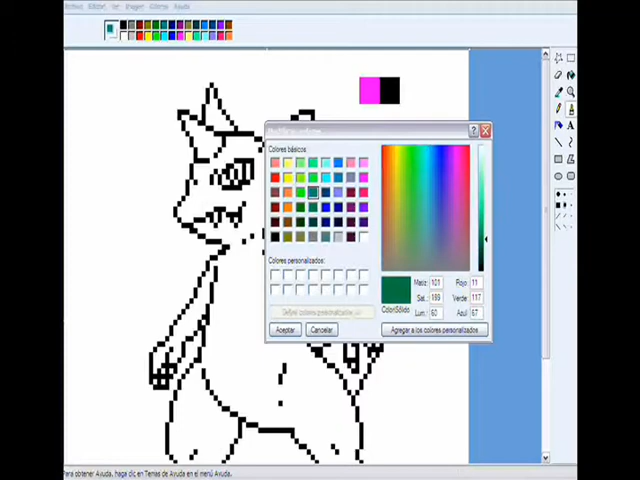 Archivo Edición Ver Imagen Colores Ayuda
Colores básicos:
Colores personalizados:
Definir colores personalizados >>
Aceptar
Cancelar
Color|Sólido
Matiz: 101
Sat.: 199
Lum.: 60
Rojo: 11
Verde: 117
Azul: 67
Agregar a los colores personalizados
Para obtener Ayuda, haga clic en Temas de Ayuda en el menú Ayuda.